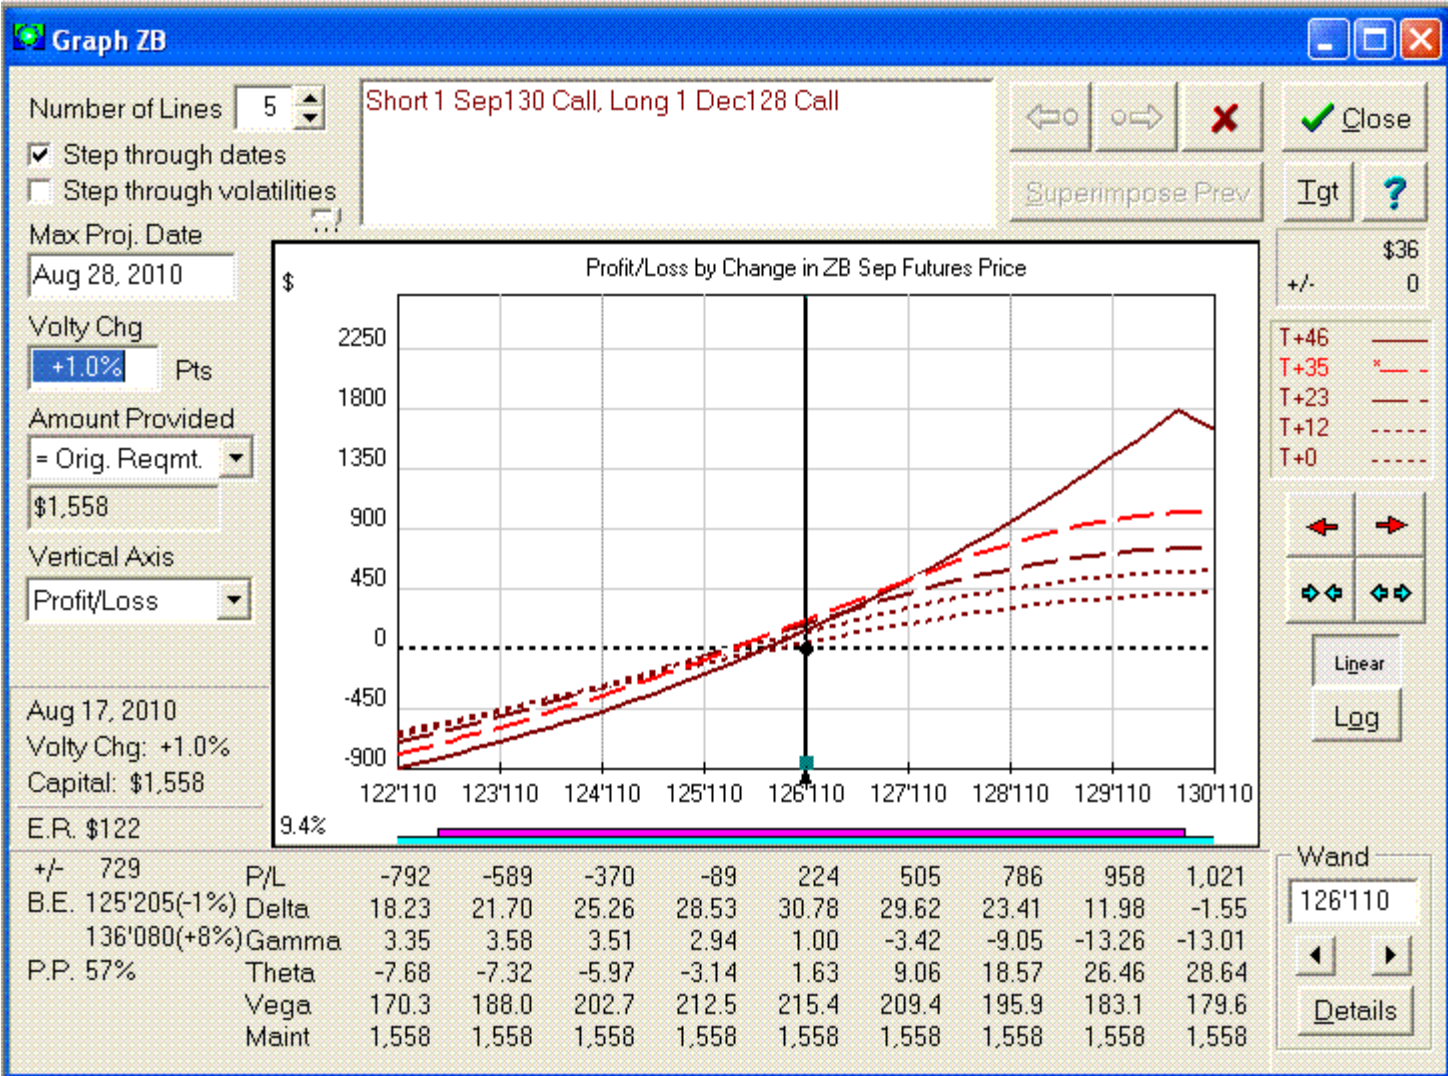 Graph ZB
Number of Lines 5
Step through dates
Step through volatilities
Max Proj. Date
Aug 28, 2010
Volty Chg
+1.0% Pts
Amount Provided
= Orig. Reqmt.
$1,558
Vertical Axis
Profit/Loss
Short 1 Sep130 Call, Long 1 Dec128 Call
Superimpose Prev
Close
Tgt ?
$36
+/- 0
T+46
T+35 *
T+23
T+12
T+0
Linear
Log
$ Profit/Loss by Change in ZB Sep Futures Price
2250
1800
1350
900
450
0
-450
-900
122'110 123'110 124'110 125'110 126'110 127'110 128'110 129'110 130'110
9.4%
Aug 17, 2010
Volty Chg: +1.0%
Capital: $1,558
E.R. $122
+/- 729
B.E. 125'205(-1%)
136'080(+8%)
P.P. 57%
P/L -792 -589 -370 -89 224 505 786 958 1,021
Delta 18.23 21.70 25.26 28.53 30.78 29.62 23.41 11.98 -1.55
Gamma 3.35 3.58 3.51 2.94 1.00 -3.42 -9.05 -13.26 -13.01
Theta -7.68 -7.32 -5.97 -3.14 1.63 9.06 18.57 26.46 28.64
Vega 170.3 188.0 202.7 212.5 215.4 209.4 195.9 183.1 179.6
Maint 1,558 1,558 1,558 1,558 1,558 1,558 1,558 1,558 1,558
Wand
126'110
Details